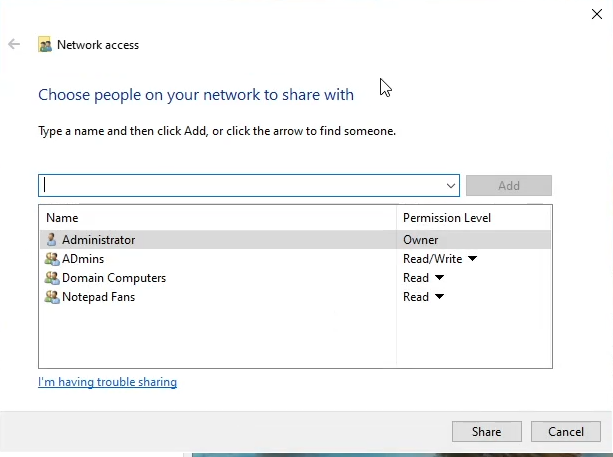 Network access
Choose people on your network to share with
Type a name and then click Add, or click the arrow to find someone.
Add
Name Permission Level
Administrator Owner
ADmins Read/Write
Domain Computers Read
Notepad Fans Read
I'm having trouble sharing
Share Cancel